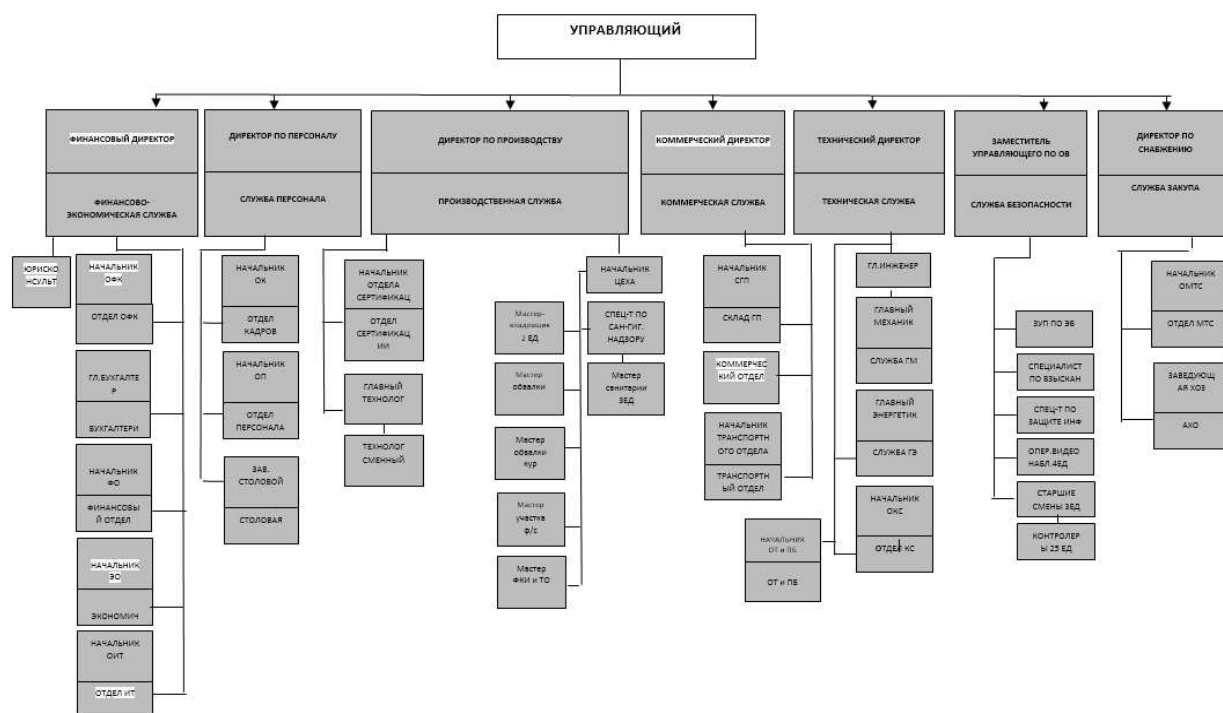 УПРАВЛЯЮЩИЙ
ФИНАНСОВЫЙ ДИРЕКТОР
ФИНАНСОВО-
ЭКОНОМИЧЕСКАЯ СЛУЖБА
ДИРЕКТОР ПО ПЕРСОНАЛУ
СЛУЖБА ПЕРСОНАЛА
ДИРЕКТОР ПО ПРОИЗВОДСТВУ
ПРОИЗВОДСТВЕННАЯ СЛУЖБА
КОММЕРЧЕСКИЙ ДИРЕКТОР
КОММЕРЧЕСКАЯ СЛУЖБА
ТЕХНИЧЕСКИЙ ДИРЕКТОР
ТЕХНИЧЕСКАЯ СЛУЖБА
ЗАМЕСТИТЕЛЬ
УПРАВЛЯЮЩЕГО ПО ОВ
СЛУЖБА БЕЗОПАСНОСТИ
ДИРЕКТОР ПО
СНАБЖЕНИЮ
СЛУЖБА ЗАКУПА
ЮРИСКО
НСУЛЬТ
НАЧАЛЬНИК
ОФК
ОТДЕЛ ОФК
ГЛ.БУХГАЛТЕ
Р
БУХГАЛТЕРИ
НАЧАЛЬНИК
ФО
ФИНАНСОВЫ
Й ОТДЕЛ
НАЧАЛЬНИК
ЭО
ЭКОНОМИЧ
НАЧАЛЬНИК
ОИТ
ОТДЕЛ ИТ
НАЧАЛЬНИК
ОК
ОТДЕЛ
КАДРОВ
НАЧАЛЬНИК
ОП
ОТДЕЛ
ПЕРСОНАЛА
ЗАВ.
СТОЛОВОЙ
СТОЛОВАЯ
НАЧАЛЬНИК
ОТДЕЛА
СЕРТИФИКАЦ
ОТДЕЛ
СЕРТИФИКАЦ
ИИ
ГЛАВНЫЙ
ТЕХНОЛОГ
ТЕХНОЛОГ
СМЕННЫЙ
НАЧАЛЬНИК
ЦЕХА
Мастер-
кладовщик
2 ЕД
Мастер
обвалки
Мастер
обвалки
кур
Мастер
участка
ф/с
Мастер
ФКИ и ТО
СПЕЦ-Т ПО
САН-ГИГ.
НАДЗОРУ
Мастер
санитарии
3ЕД
НАЧАЛЬНИК
СГП
СКЛАД ГП
КОММЕРЧЕС
КИЙ ОТДЕЛ
НАЧАЛЬНИК
ТРАНСПОРТН
ОГО ОТДЕЛА
ТРАНСПОРТН
ЫЙ ОТДЕЛ
ГЛ.ИНЖЕНЕР
ГЛАВНЫЙ
МЕХАНИК
СЛУЖБА ГМ
ГЛАВНЫЙ
ЭНЕРГЕТИК
СЛУЖБА ГЭ
НАЧАЛЬНИК
ОКС
ОТДЕЛ КС
НАЧАЛЬНИК
ОТ и ПБ
ОТ и ПБ
ЗУП ПО ЭБ
СПЕЦИАЛИСТ
ПО ВЗЫСКАН
СПЕЦ-Т ПО
ЗАЩИТЕ ИНФ
ОПЕР.ВИДЕО
НАБЛ.4ЕД
СТАРШИЕ
СМЕНЫ 3ЕД
КОНТРОЛЕР
Ы 25 ЕД
НАЧАЛЬНИК
ОМТС
ОТДЕЛ МТС
ЗАВЕДУЮЩ
АЯ ХОЗ
АХО